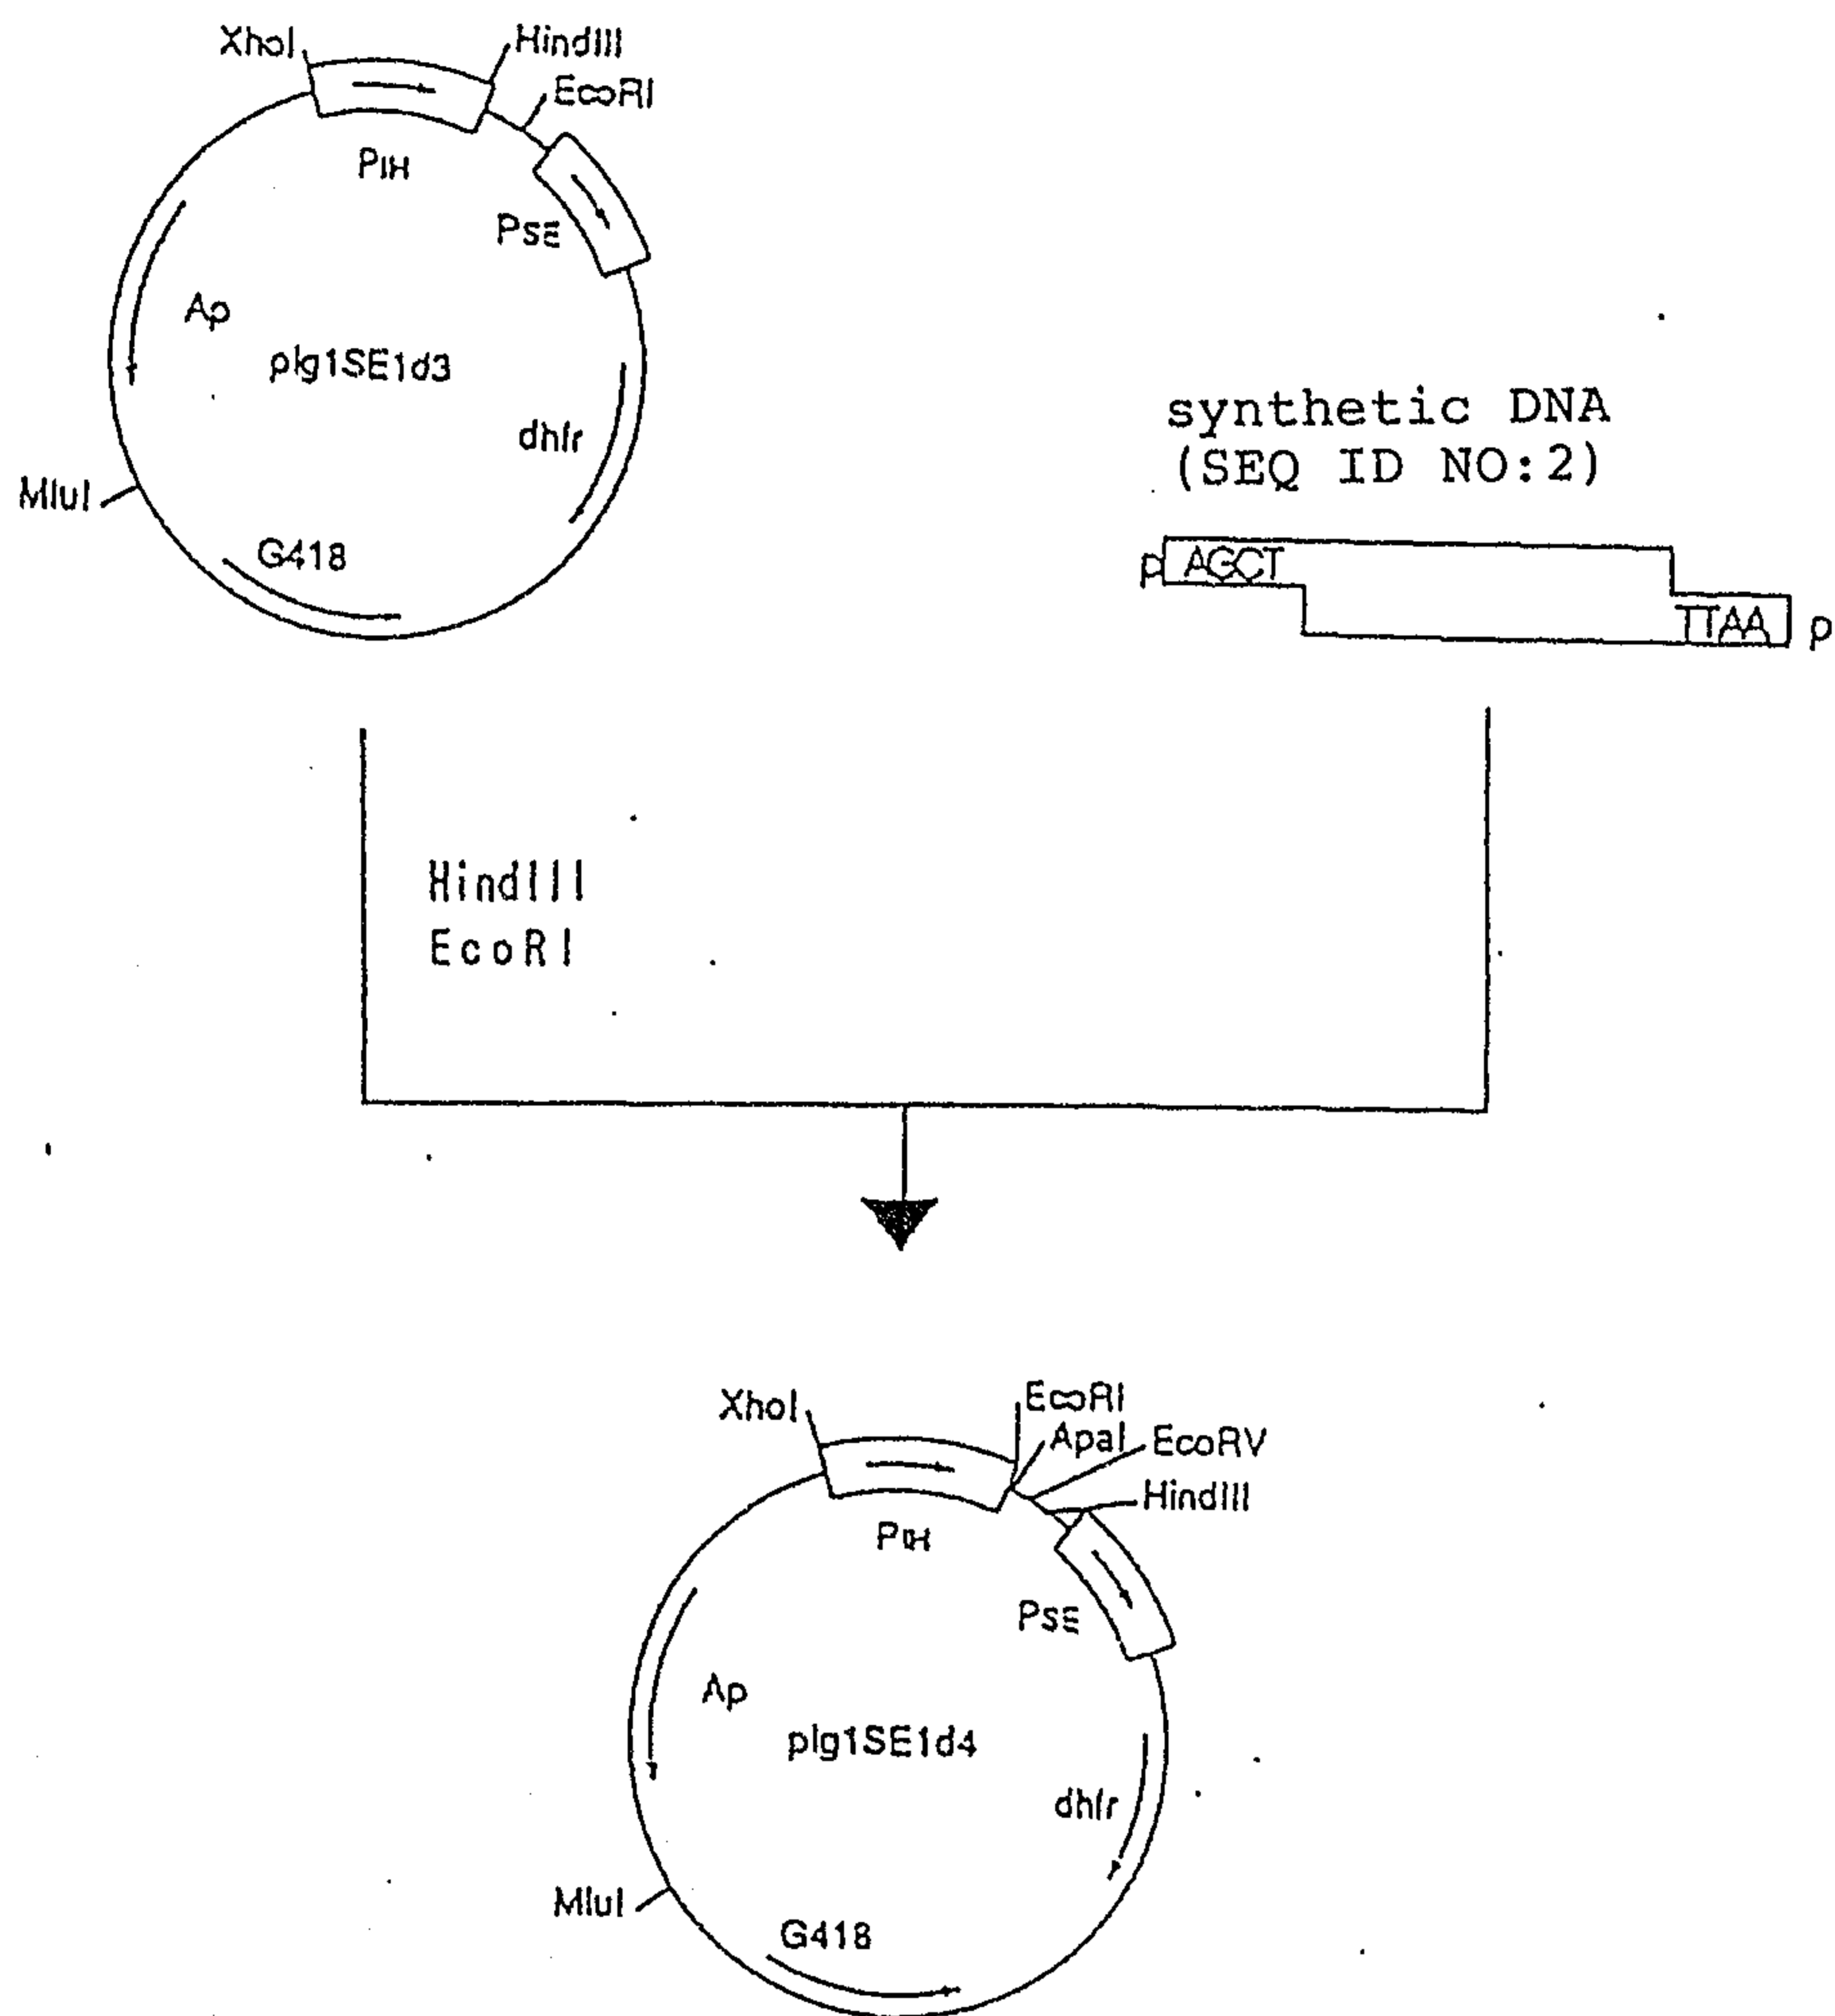 XhoI
HindIII
EcoRI
PIH
PSE
Ap
pIg1SE1d3
dhfr
MluI
G418
synthetic DNA
(SEQ ID NO:2)
p AGCT
TTAA p
HindIII
EcoRI
XhoI
EcoRI
ApaI
EcoRV
HindIII
PIH
PSE
Ap
pIg1SE1d4
dhfr
MluI
G418